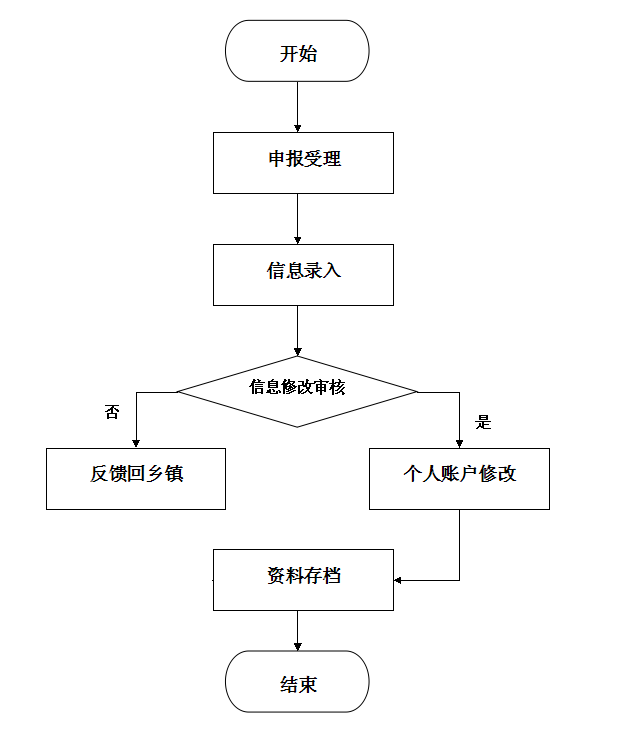 开始
申报受理
信息录入
信息修改审核
否
是
反馈回乡镇
个人账户修改
资料存档
结束